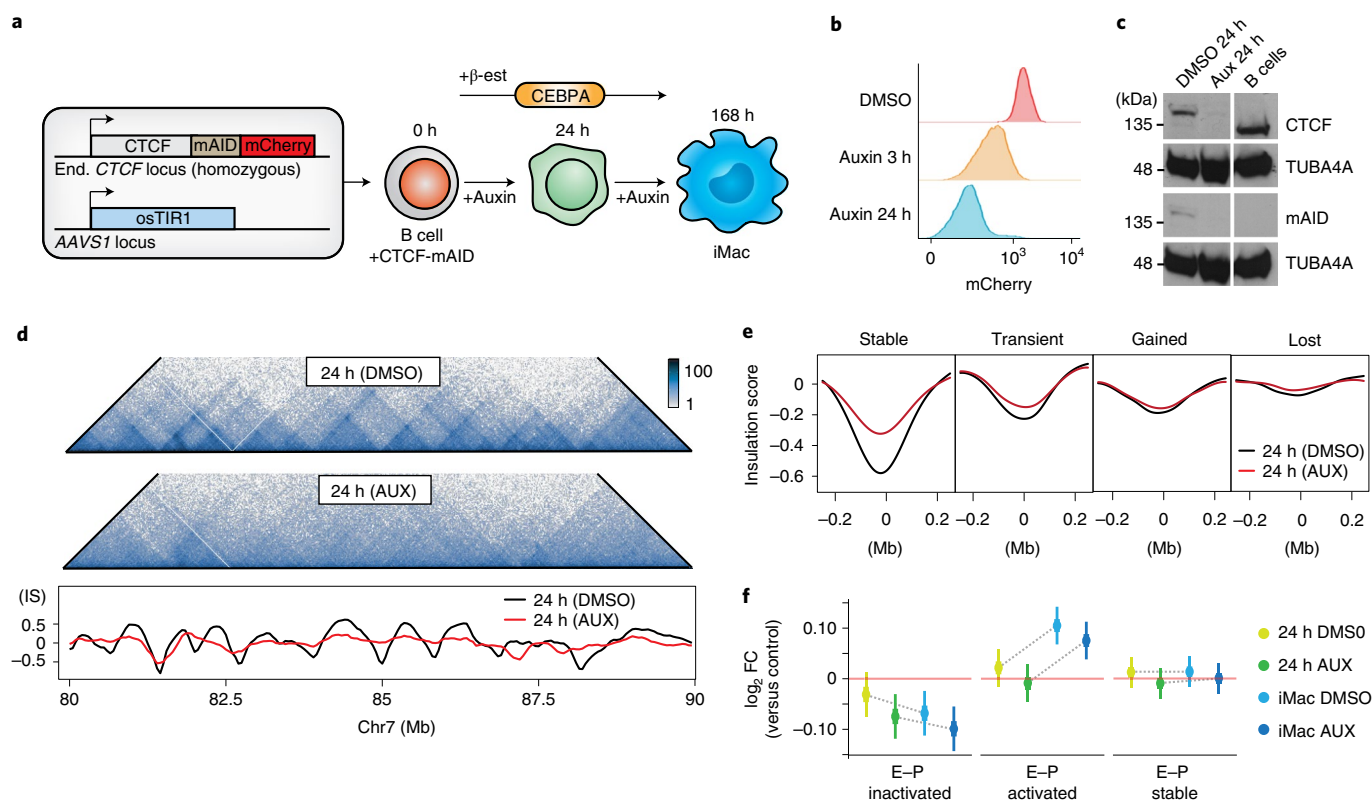 a
+β-est
CEBPA
CTCF
mAID
mCherry
End. CTCF locus (homozygous)
osTIR1
AAVS1 locus
0 h
24 h
168 h
+Auxin
+Auxin
B cell
+CTCF-mAID
iMac
b
DMSO
Auxin 3 h
Auxin 24 h
0
10³
10⁴
mCherry
c
DMSO 24 h
Aux 24 h
B cells
(kDa)
135
CTCF
48
TUBA4A
135
mAID
48
TUBA4A
d
24 h (DMSO)
100
1
24 h (AUX)
(IS)
0.5
0
−0.5
24 h (DMSO)
24 h (AUX)
80
82.5
85
87.5
90
Chr7 (Mb)
e
Stable
Transient
Gained
Lost
Insulation score
0
−0.2
−0.4
−0.6
24 h (DMSO)
24 h (AUX)
−0.2
0
0.2
−0.2
0
0.2
−0.2
0
0.2
−0.2
0
0.2
(Mb)
(Mb)
(Mb)
(Mb)
f
log₂ FC
(versus control)
0.10
0
−0.10
E–P
inactivated
E–P
activated
E–P
stable
24 h DMS0
24 h AUX
iMac DMSO
iMac AUX